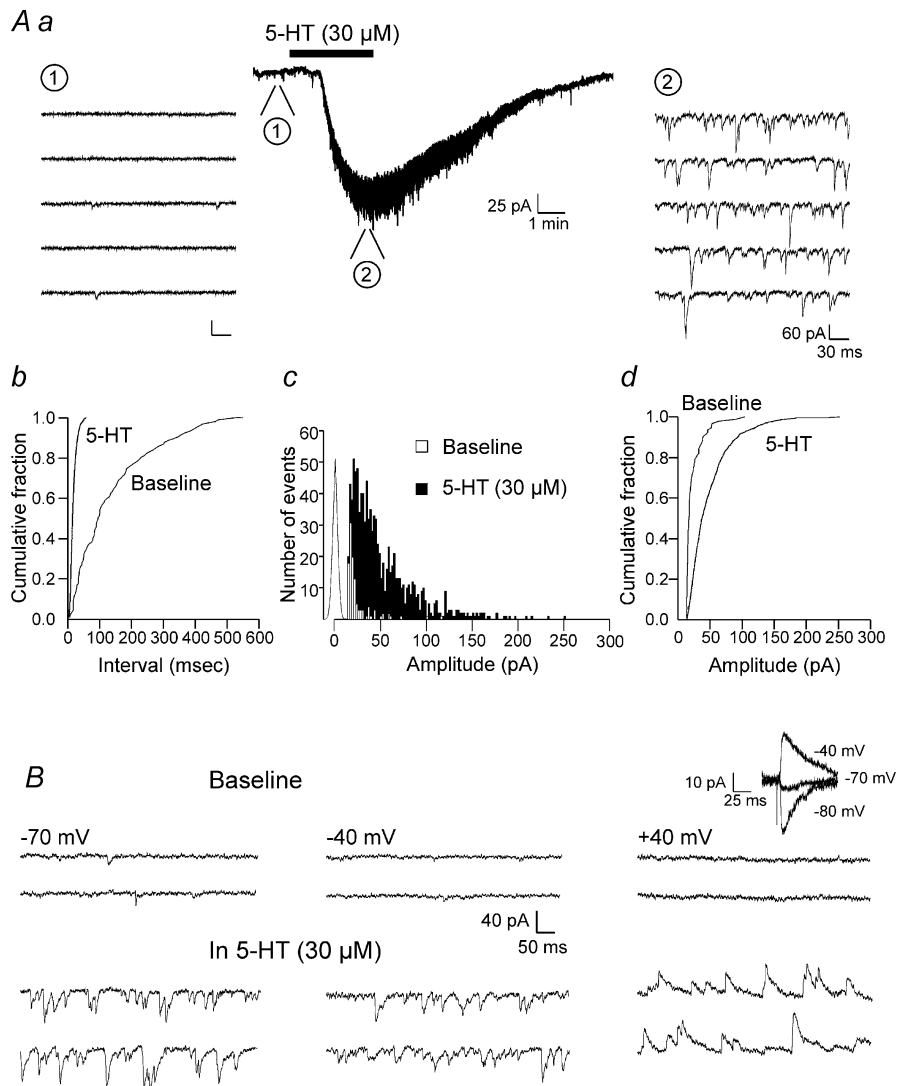 A a
5-HT (30 µM)
1
2
1
25 pA
1 min
2
60 pA
30 ms
b
c
d
1.0
0.8
0.6
0.4
0.2
0.0
Cumulative fraction
5-HT
Baseline
0 100 200 300 400 500 600
Interval (msec)
60
50
40
30
20
10
Number of events
Baseline
5-HT (30 µM)
0 50 100 150 200 250 300
Amplitude (pA)
1.0
0.8
0.6
0.4
0.2
0.0
Cumulative fraction
Baseline
5-HT
0 50 100 150 200 250 300
Amplitude (pA)
B
Baseline
10 pA
25 ms
-40 mV
-70 mV
-80 mV
-70 mV
-40 mV
+40 mV
40 pA
50 ms
In 5-HT (30 µM)